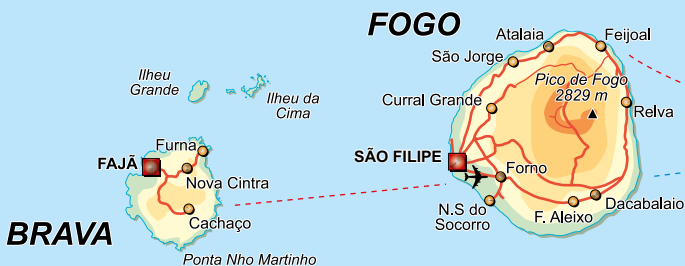 FOGO
Atalaia
Feijoal
São Jorge
Pico de Fogo
2829 m
Ilheu
Grande
Ilheu da
Cima
Curral Grande
Relva
Furna
FAJÃ
SÃO FILIPE
Forno
Nova Cintra
Cachaço
N.S do
Socorro
F. Aleixo
Dacabalaio
BRAVA
Ponta Nho Martinho